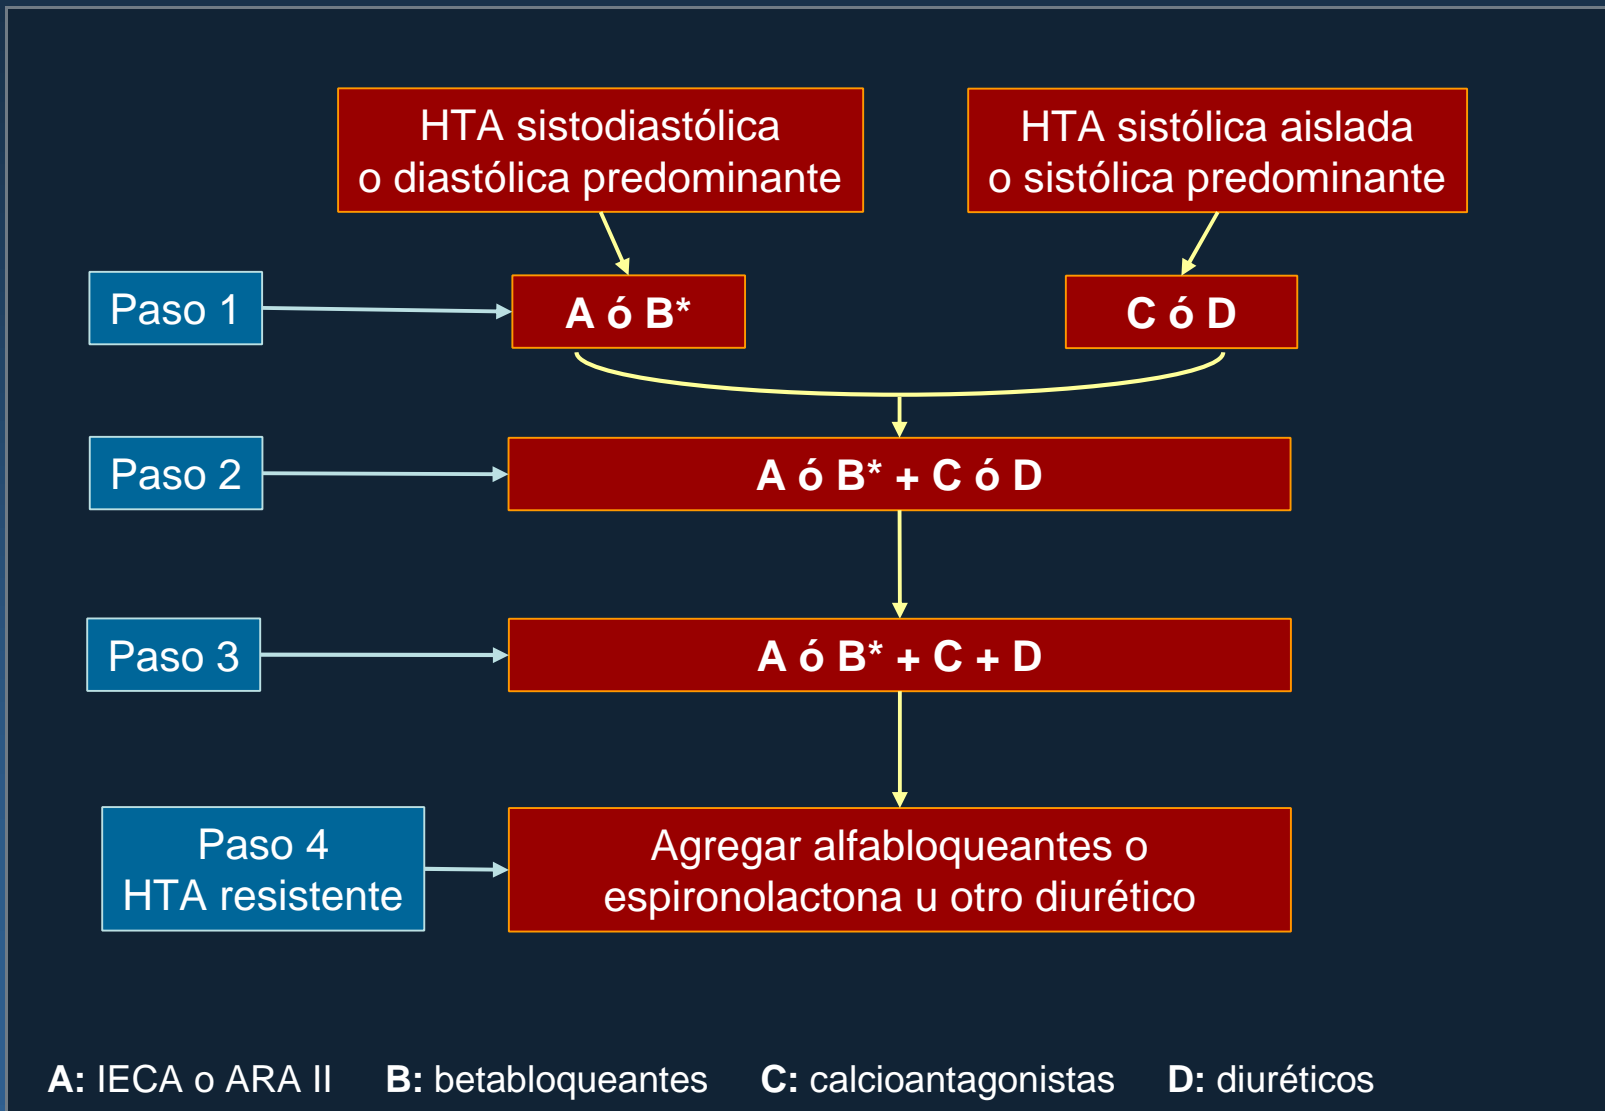 HTA sistodiastólica
o diastólica predominante
HTA sistólica aislada
o sistólica predominante
Paso 1
A ó B*
C ó D
Paso 2
A ó B* + C ó D
Paso 3
A ó B* + C + D
Paso 4
HTA resistente
Agregar alfabloqueantes o
espironolactona u otro diurético
A: IECA o ARA II B: betabloqueantes C: calcioantagonistas D: diuréticos